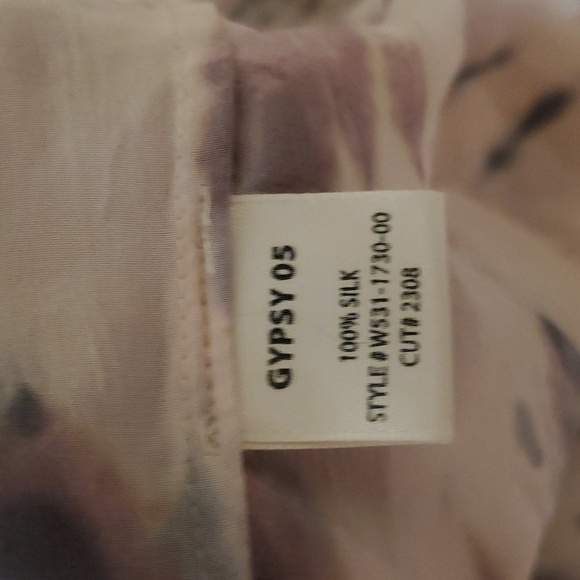 GYPSY 05
100% SILK
STYLE # W531-1730-00
CUT# 2308